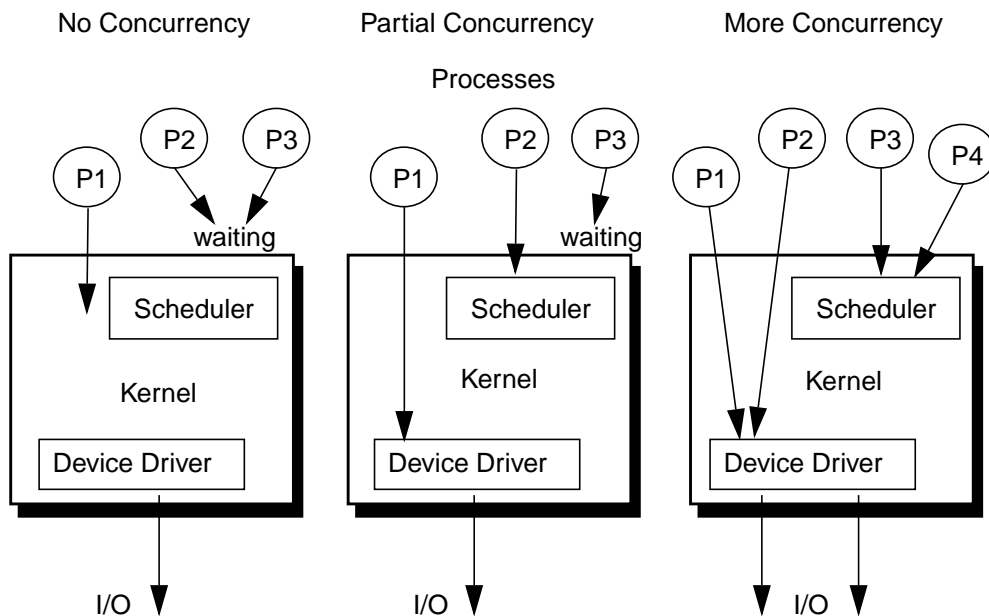 No Concurrency
Partial Concurrency
More Concurrency
Processes
P1
P2
P3
waiting
Scheduler
Kernel
Device Driver
I/O
P1
P2
P3
waiting
Scheduler
Kernel
Device Driver
I/O
P1
P2
P3
P4
Scheduler
Kernel
Device Driver
I/O